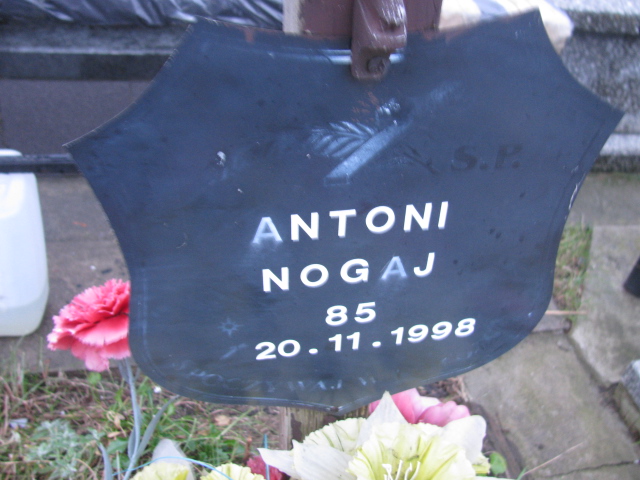 S.P.
ANTONI
NOGAJ
85
20.11.1998